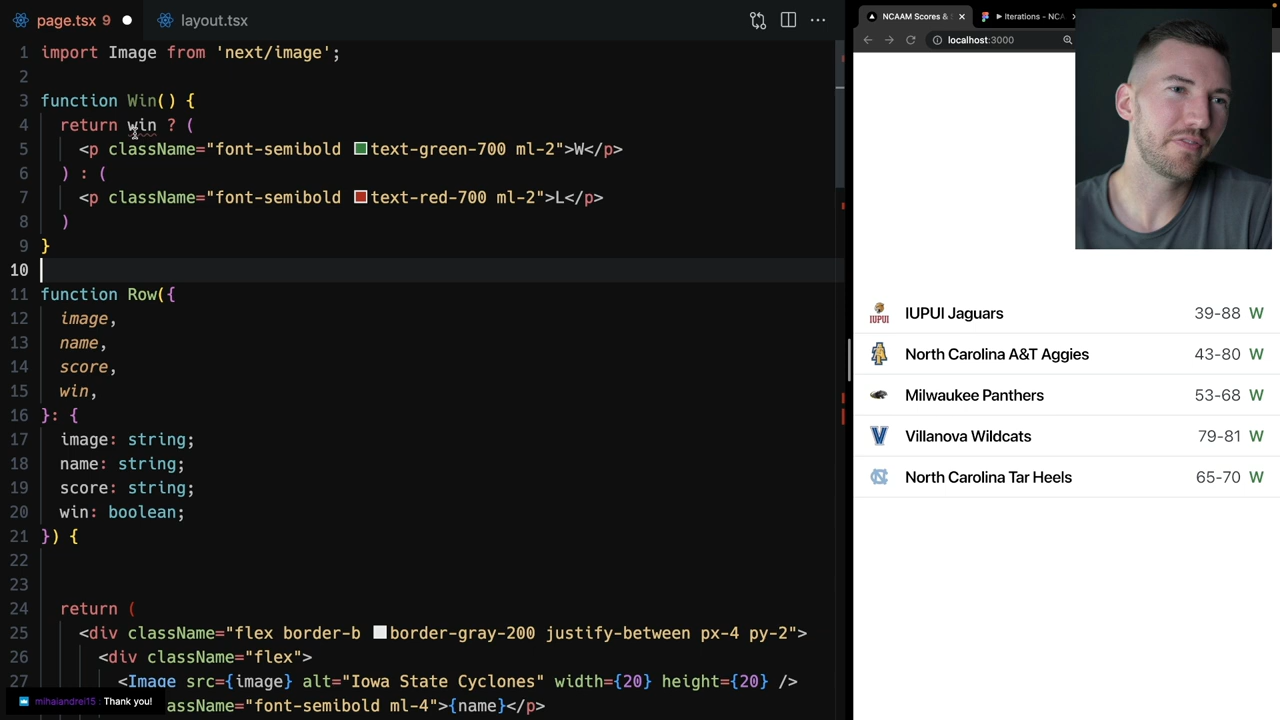 page.tsx 9
layout.tsx
1 import Image from 'next/image';
2
3 function Win() {
4 return win ? (
5 <p className="font-semibold text-green-700 ml-2">W</p>
6 ) : (
7 <p className="font-semibold text-red-700 ml-2">L</p>
8 )
9 }
10
11 function Row({
12 image,
13 name,
14 score,
15 win,
16 }: {
17 image: string;
18 name: string;
19 score: string;
20 win: boolean;
21 }) {
22
23
24 return (
25 <div className="flex border-b border-gray-200 justify-between px-4 py-2">
26 <div className="flex">
27 <Image src={image} alt="Iowa State Cyclones" width={20} height={20} />
className="font-semibold ml-4">{name}</p>
mihaiandrei15 : Thank you!
NCAAM Scores &
Iterations - NCA
localhost:3000
IUPUI
IUPUI Jaguars 39-88 W
North Carolina A&T Aggies 43-80 W
Milwaukee Panthers 53-68 W
Villanova Wildcats 79-81 W
North Carolina Tar Heels 65-70 W